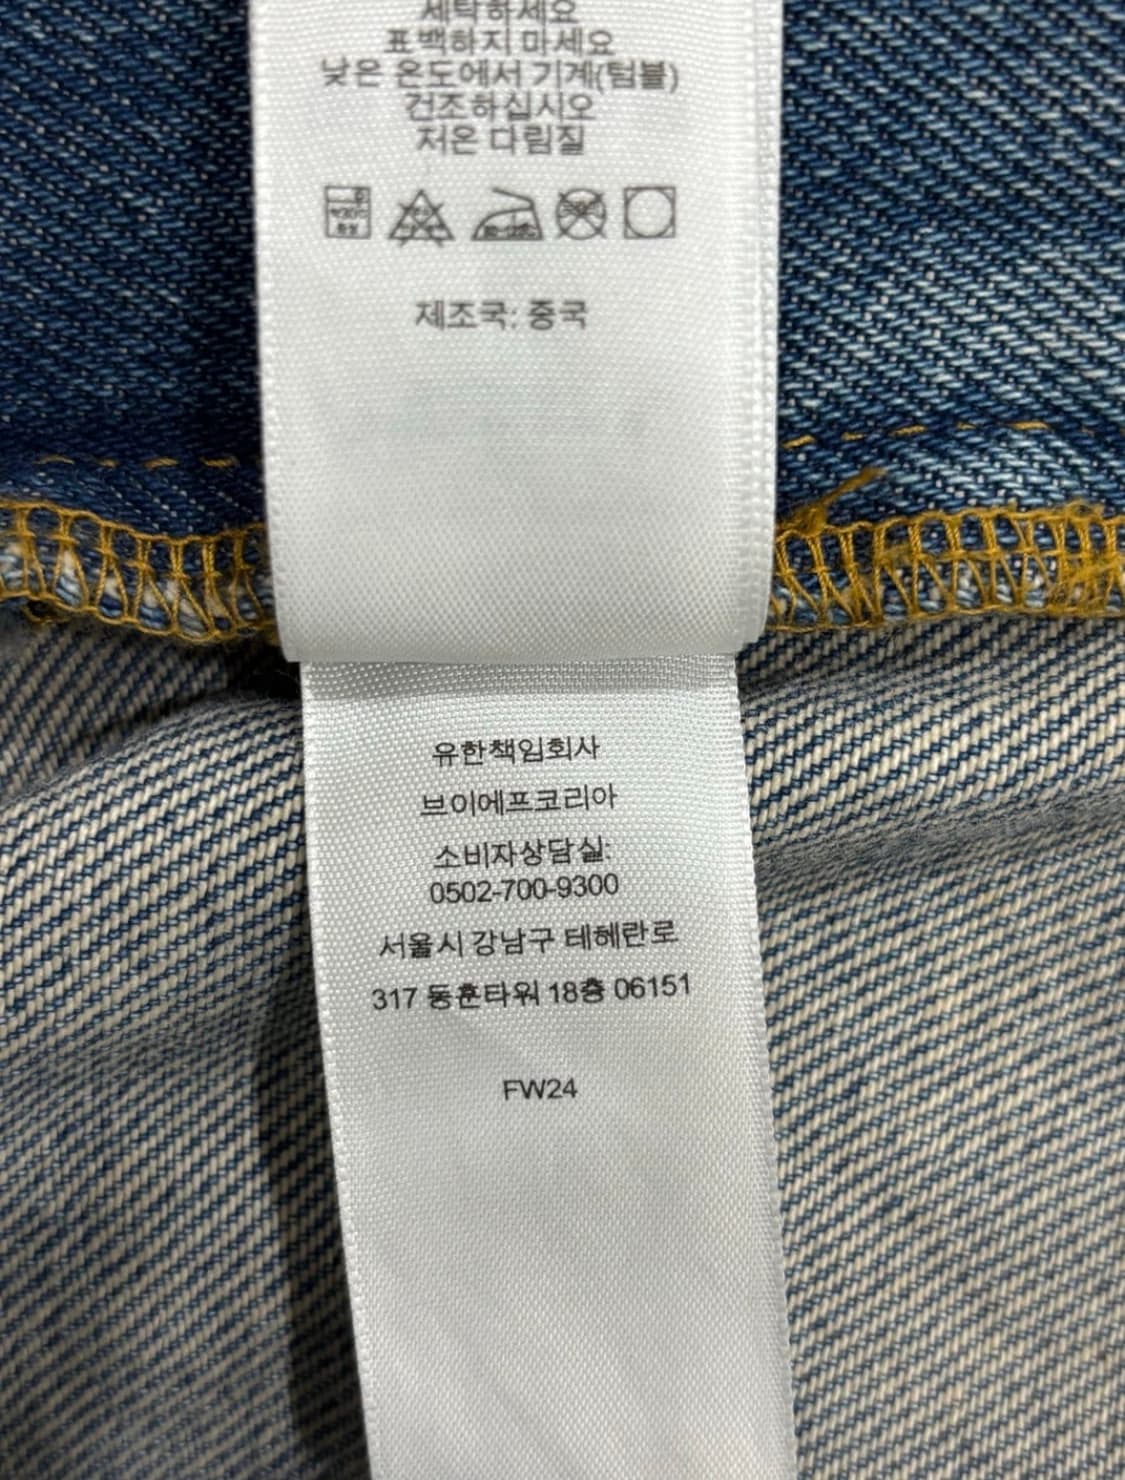 세탁하세요
표백하지 마세요
낮은 온도에서 기계(텀블)
건조하십시오
저온 다림질
제조국: 중국
유한책임회사
브이에프코리아
소비자상담실:
0502-700-9300
서울시 강남구 테헤란로
317 동훈타워 18층 06151
FW24